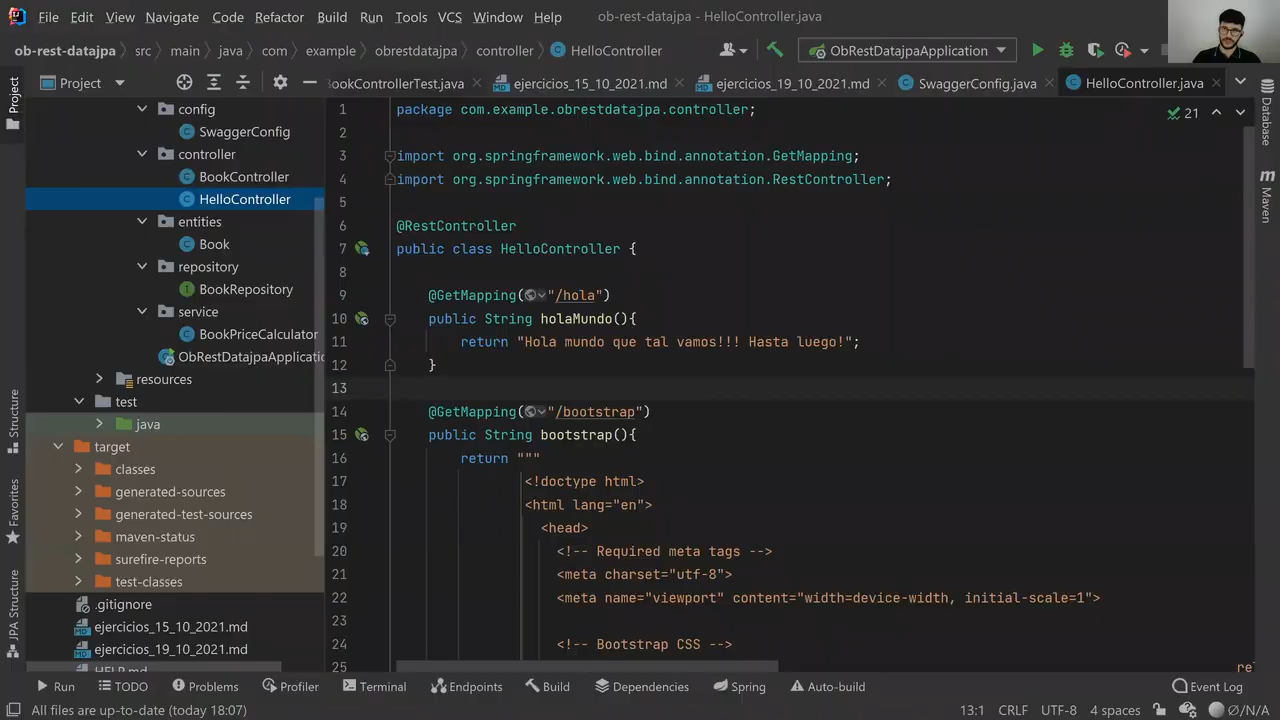 File Edit View Navigate Code Refactor Build Run Tools VCS Window Help ob-rest-datajpa - HelloController.java
ob-rest-datajpa src main java com example obrestdatajpa controller HelloController ObRestDatajpaApplication
Project BookControllerTest.java ejercicios_15_10_2021.md ejercicios_19_10_2021.md SwaggerConfig.java HelloController.java
Project
config
SwaggerConfig
controller
BookController
HelloController
entities
Book
repository
BookRepository
service
BookPriceCalculator
ObRestDatajpaApplicatio
resources
test
java
target
classes
generated-sources
generated-test-sources
maven-status
surefire-reports
test-classes
.gitignore
ejercicios_15_10_2021.md
ejercicios_19_10_2021.md
HELP.md
Structure
Favorites
JPA Structure
1 package com.example.obrestdatajpa.controller;
2
3 import org.springframework.web.bind.annotation.GetMapping;
4 import org.springframework.web.bind.annotation.RestController;
5
6 @RestController
7 public class HelloController {
8
9 @GetMapping("/hola")
10 public String holaMundo(){
11 return "Hola mundo que tal vamos!!! Hasta luego!";
12 }
13
14 @GetMapping("/bootstrap")
15 public String bootstrap(){
16 return """
17 <!doctype html>
18 <html lang="en">
19 <head>
20 <!-- Required meta tags -->
21 <meta charset="utf-8">
22 <meta name="viewport" content="width=device-width, initial-scale=1">
23
24 <!-- Bootstrap CSS -->
25 rel
21
Database
Maven
Run TODO Problems Profiler Terminal Endpoints Build Dependencies Spring Auto-build Event Log
All files are up-to-date (today 18:07) 13:1 CRLF UTF-8 4 spaces Ø/N/A